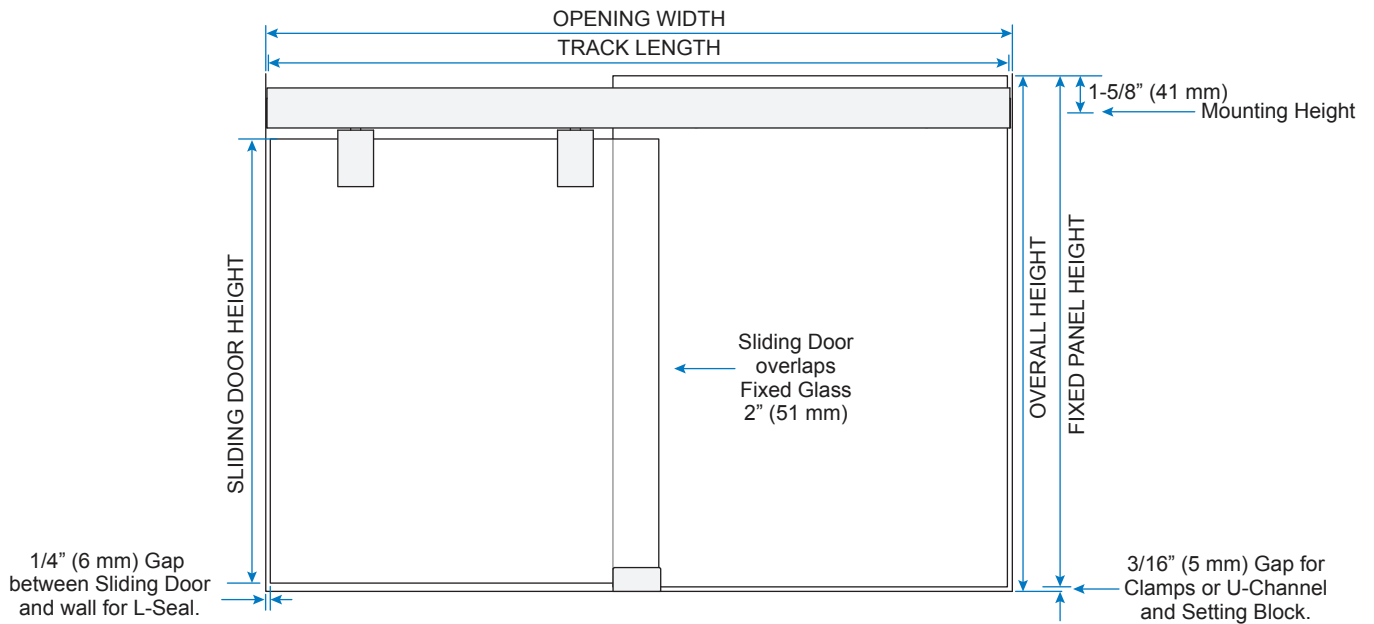 OPENING WIDTH
TRACK LENGTH
1-5/8” (41 mm)
Mounting Height
SLIDING DOOR HEIGHT
Sliding Door
overlaps
Fixed Glass
2” (51 mm)
OVERALL HEIGHT
FIXED PANEL HEIGHT
1/4” (6 mm) Gap
between Sliding Door
and wall for L-Seal.
3/16” (5 mm) Gap for
Clamps or U-Channel
and Setting Block.